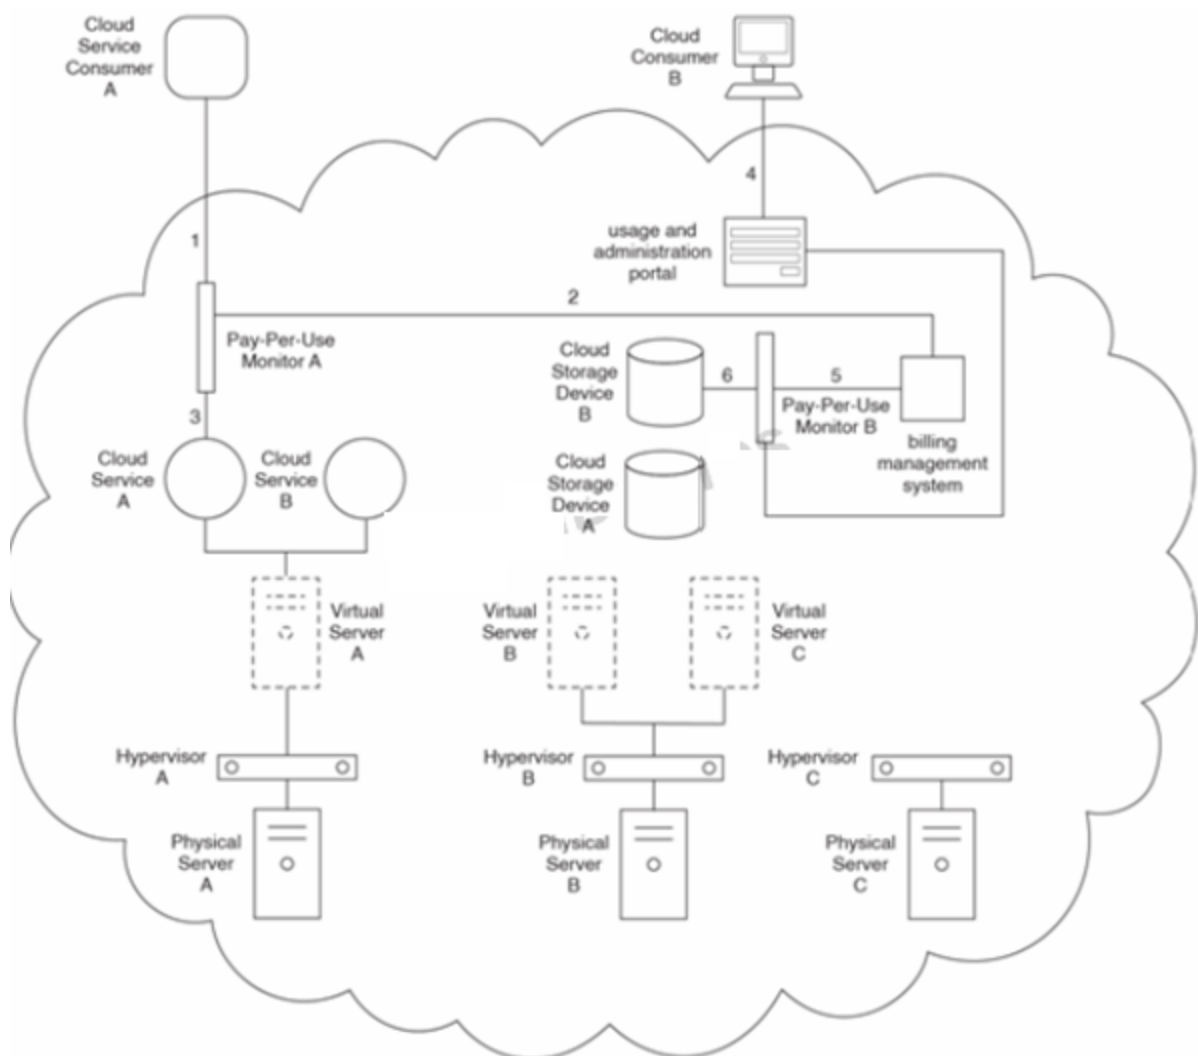 Cloud
Service
Consumer
A
Cloud
Consumer
B
4
1
usage and
administration
portal
2
Pay-Per-Use
Monitor A
Cloud
Storage
Device
B
6
5
Pay-Per-Use
Monitor B
billing
management
system
3
Cloud
Service
A
Cloud
Service
B
Cloud
Storage
Device
A
Virtual
Server
A
Virtual
Server
B
Virtual
Server
C
Hypervisor
A
Hypervisor
B
Hypervisor
C
Physical
Server
A
Physical
Server
B
Physical
Server
C